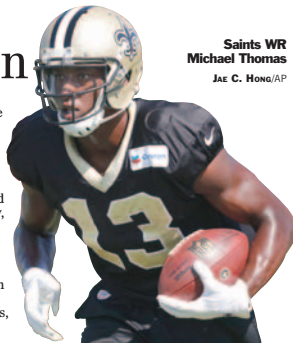 Saints WR
Michael Thomas
JAE C. HONG/AP
n
e
d
,
n
s,
13